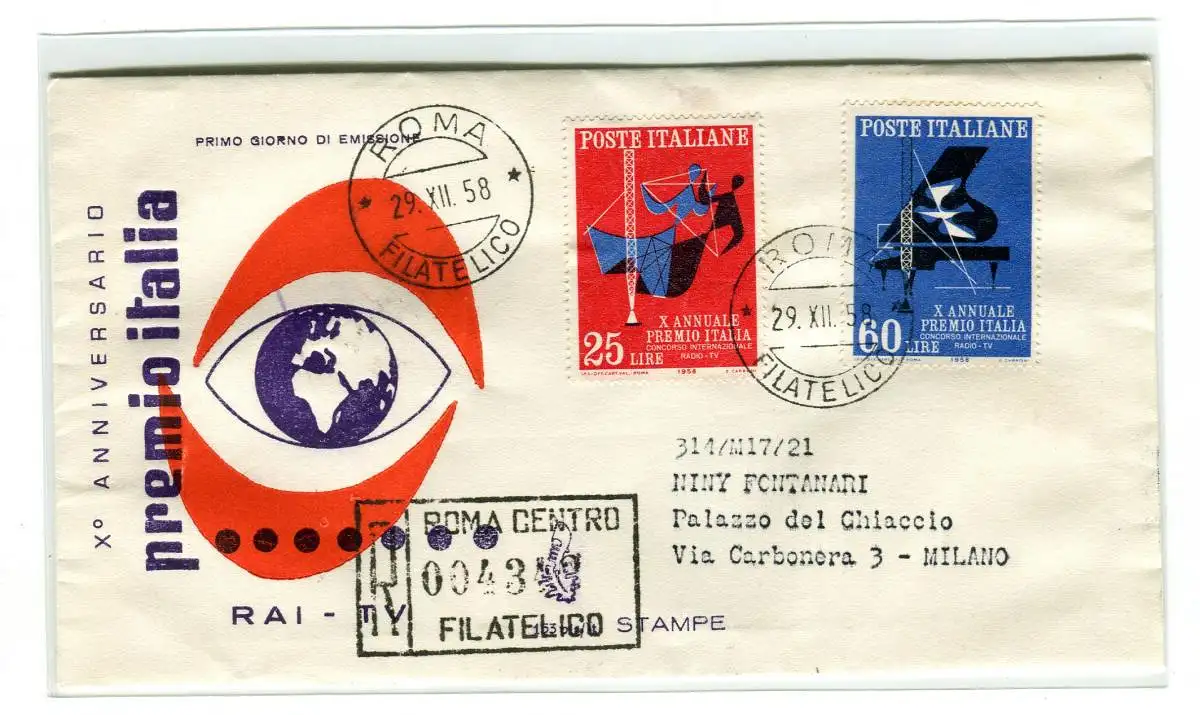 PRIMO GIORNO DI EMISSIONE
X° ANNIVERSARIO
premio italia
RAI - TV
ROMA
29. XII. 58
FILATELICO
POSTE ITALIANE
X ANNUALE
PREMIO ITALIA
CONCORSO INTERNAZIONALE
RADIO-TV
25 LIRE
1958
POSTE ITALIANE
X ANNUALE
PREMIO ITALIA
CONCORSO INTERNAZIONALE
RADIO-TV
60 LIRE
1958
ROMA
29. XII. 58
FILATELICO
314/M17/21
NINY FONTANARI
Palazzo del Ghiaccio
Via Carbonera 3 - MILANO
R
ROMA CENTRO
FILATELICO
STAMPE